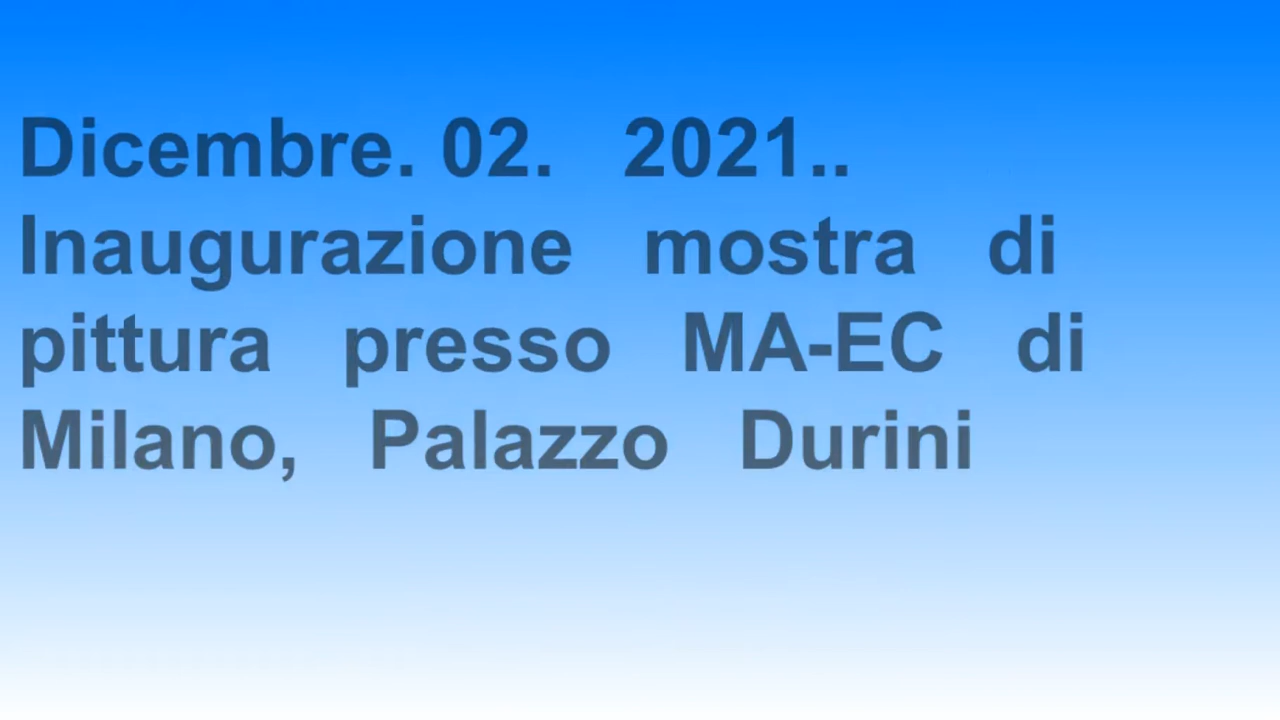 Dicembre. 02. 2021..
Inaugurazione mostra di
pittura presso MA-EC di
Milano, Palazzo Durini